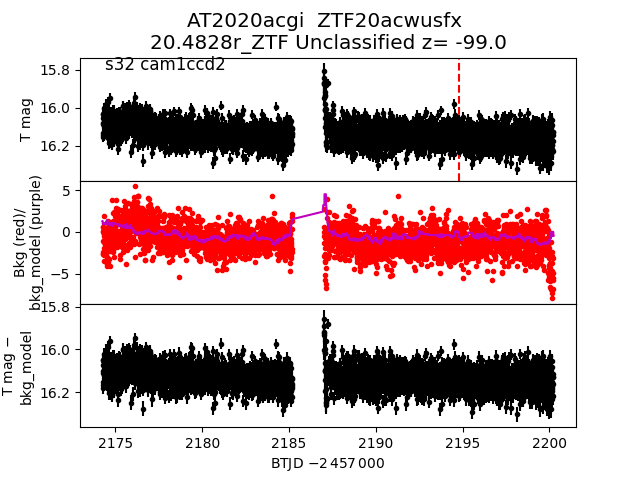 AT2020acgi  ZTF20acwusfx
20.4828r_ZTF Unclassified z= -99.0
s32 cam1ccd2
15.8
16.0
16.2
T mag
5
0
−5
Bkg (red)/
bkg_model (purple)
15.8
16.0
16.2
T mag −
bkg_model
2175
2180
2185
2190
2195
2200
BTJD −2 457 000